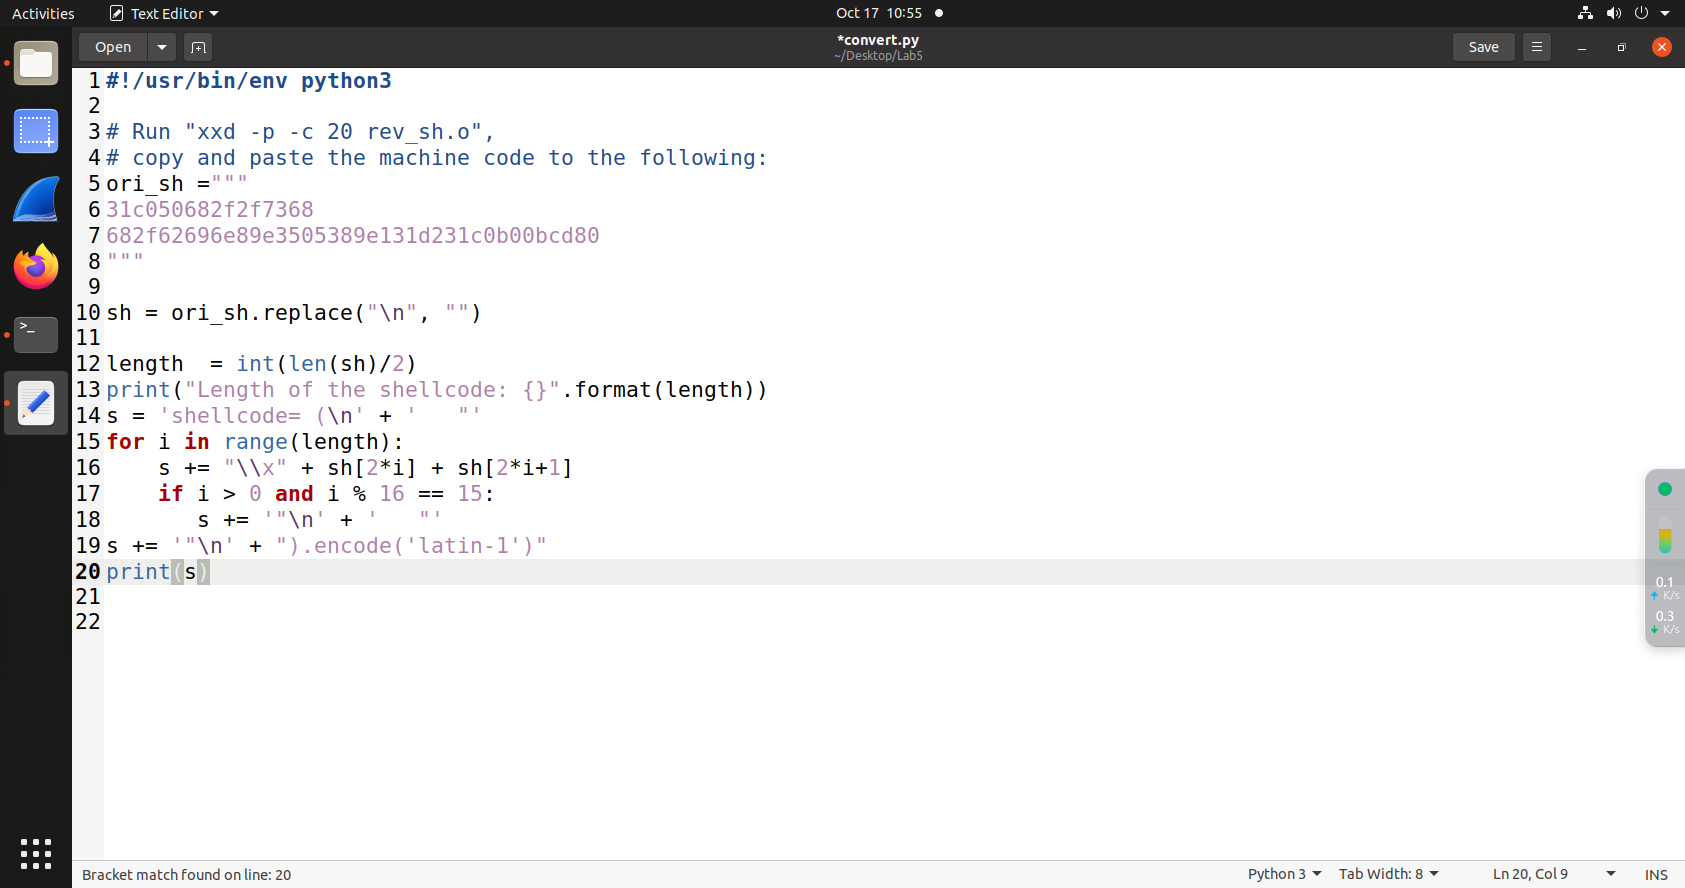 Activities
Text Editor
Oct 17 10:55
Open
*convert.py
~/Desktop/Lab5
Save
1 #!/usr/bin/env python3
2
3 # Run "xxd -p -c 20 rev_sh.o",
4 # copy and paste the machine code to the following:
5 ori_sh ="""
6 31c050682f2f7368
7 682f62696e89e3505389e131d231c0b00bcd80
8 """
9
10 sh = ori_sh.replace("\n", "")
11
12 length  = int(len(sh)/2)
13 print("Length of the shellcode: {}".format(length))
14 s = 'shellcode= (\n' + '   "'
15 for i in range(length):
16     s += "\\x" + sh[2*i] + sh[2*i+1]
17     if i > 0 and i % 16 == 15:
18        s += '"\n' + '   "'
19 s += '"\n' + ").encode('latin-1')"
20 print(s)
21
22
0.1
K/s
0.3
K/s
Bracket match found on line: 20
Python 3
Tab Width: 8
Ln 20, Col 9
INS